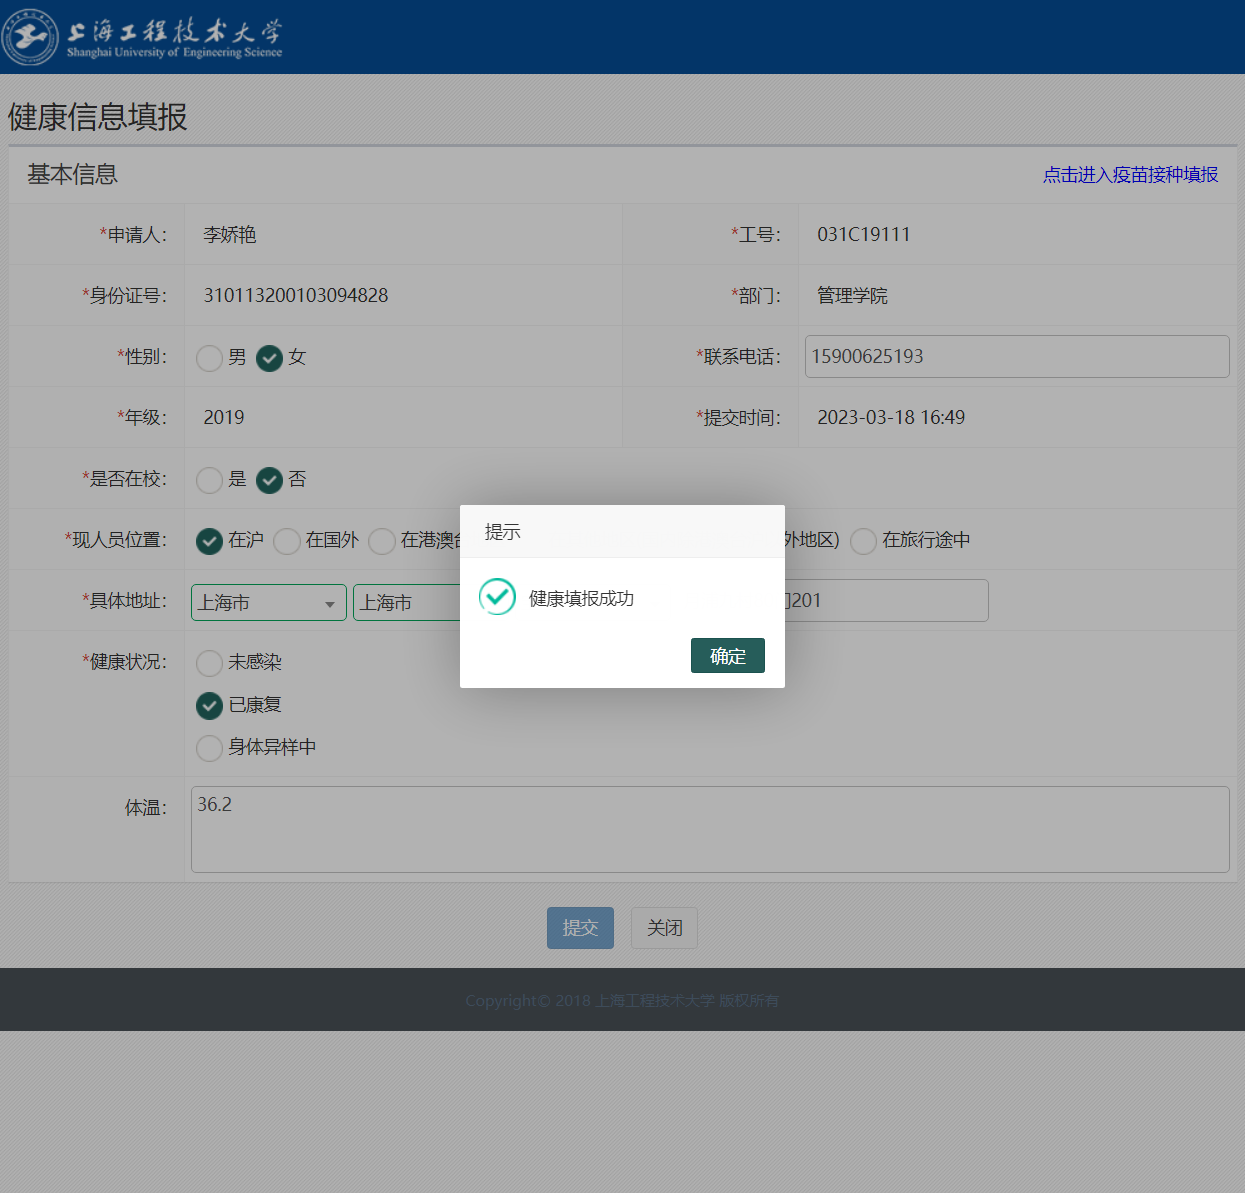 上海工程技术大学
Shanghai University of Engineering Science
健康信息填报
基本信息 点击进入疫苗接种填报
*申请人： 李娇艳 *工号： 031C19111
*身份证号： 310113200103094828 *部门： 管理学院
*性别： 男 女 *联系电话： 15900625193
*年级： 2019 *提交时间： 2023-03-18 16:49
*是否在校： 是 否
*现人员位置： 在沪 在国外 在港澳 外地区) 在旅行途中
*具体地址： 上海市 上海市 201
提示
健康填报成功
确定
*健康状况： 未感染
已康复
身体异样中
体温： 36.2
提交 关闭
Copyright© 2018 上海工程技术大学 版权所有